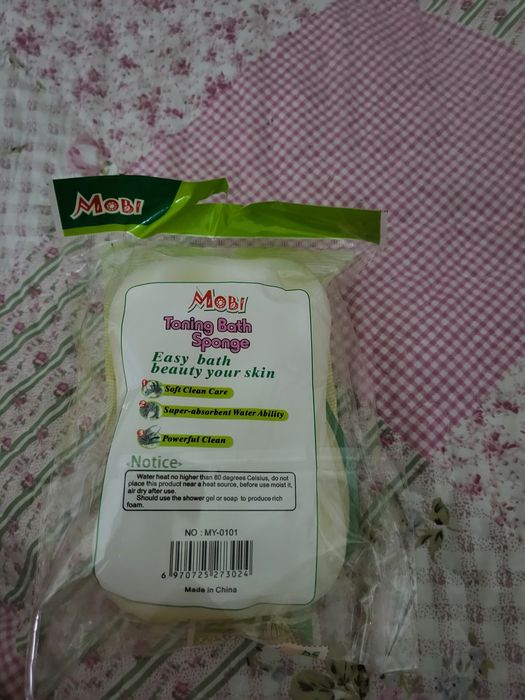 MOBI
MOBI
Toning Bath
Sponge
Easy bath
beauty your skin
1 Soft Clean Care
2 Super-absorbent Water Ability
3 Powerful Clean
Notice
Water heat no higher than 60 degrees Celsius, do not
place this product near a heat source, before use moist it,
air dry after use.
Should use the shower gel or soap to produce rich
foam.
NO : MY-0101
6 970725 273024
Made in China